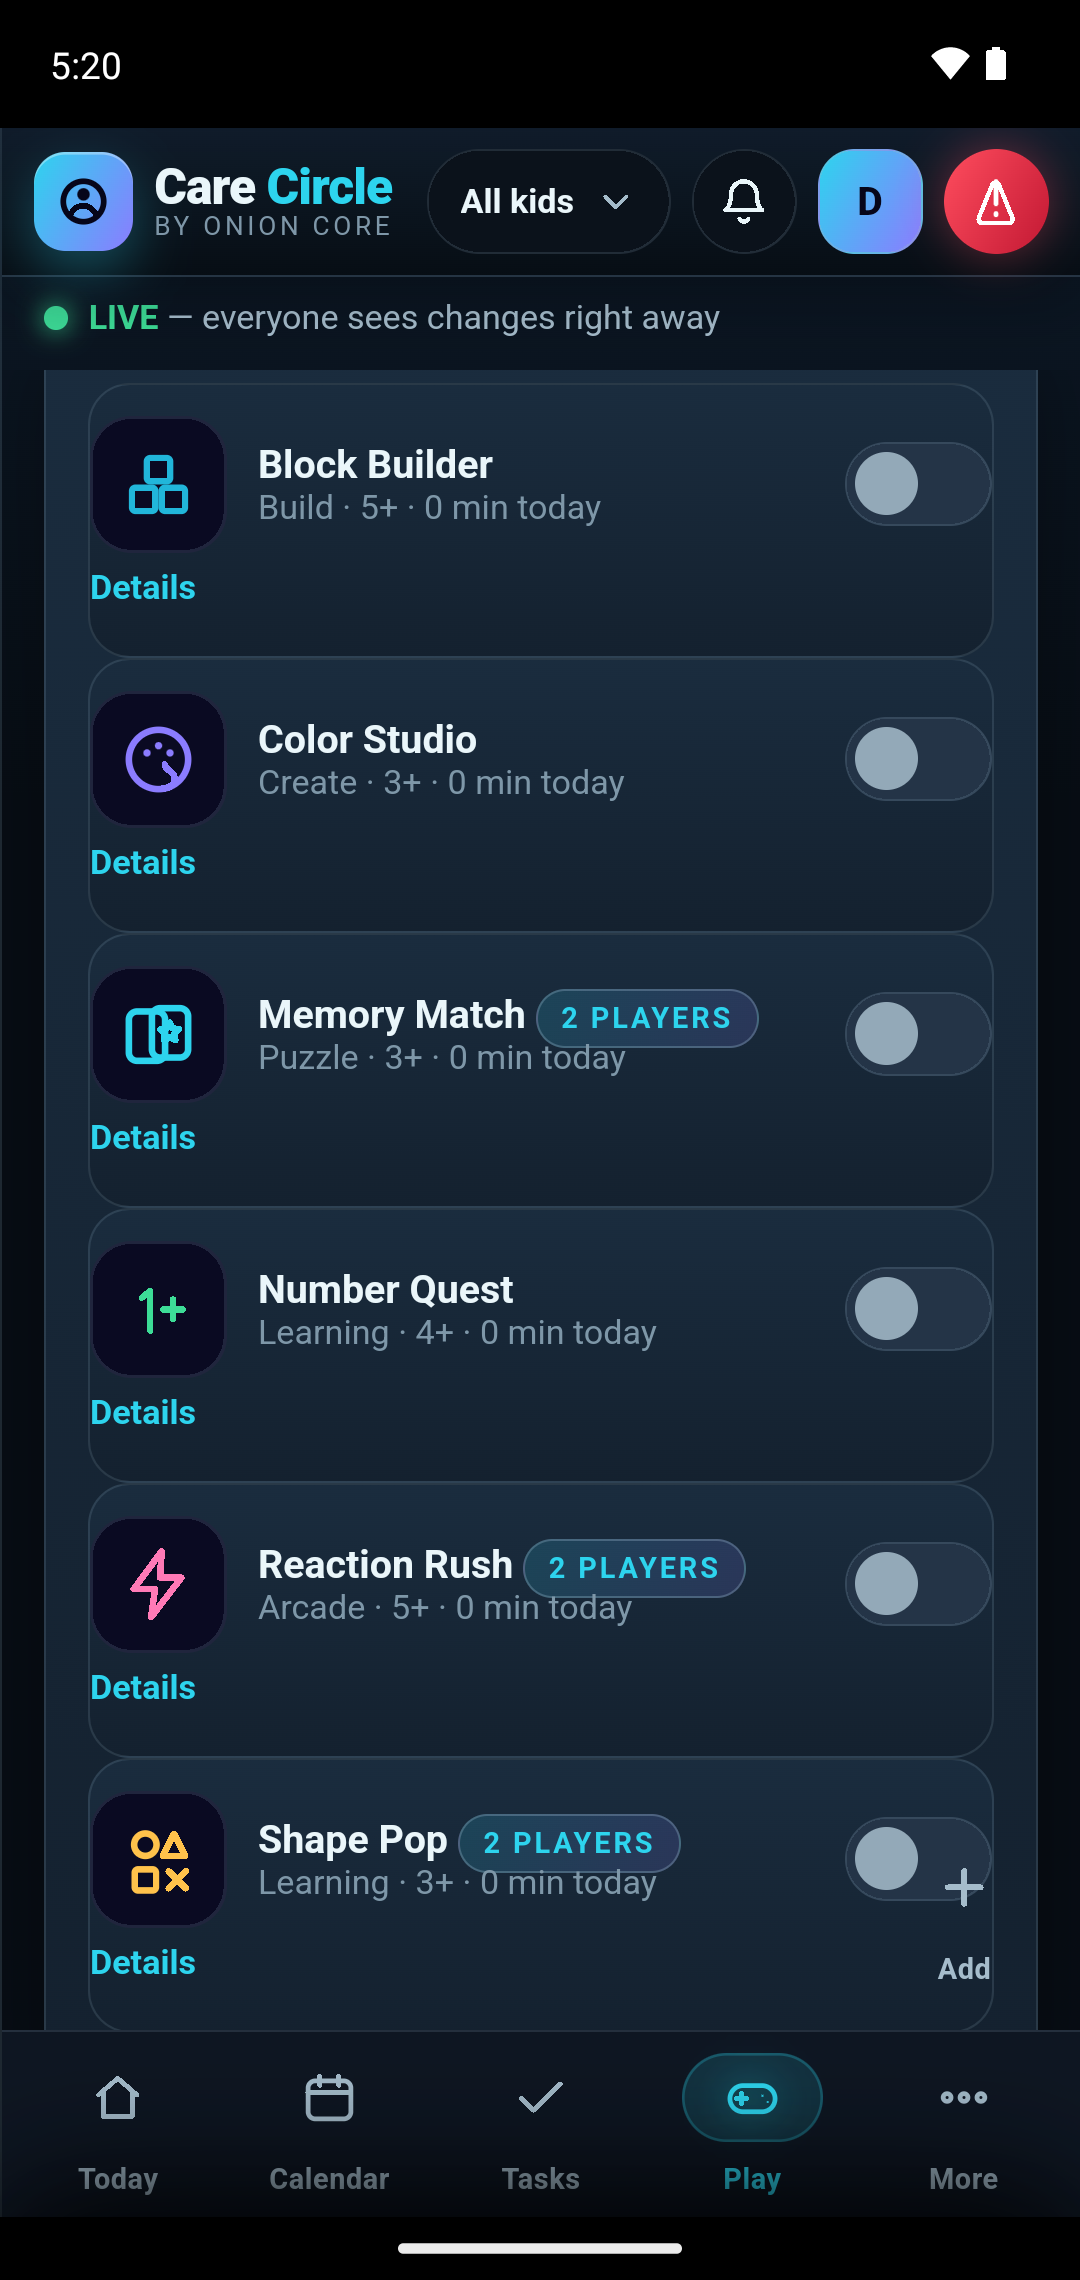 5:20
Care Circle
BY ONION CORE
All kids
D
LIVE — everyone sees changes right away
Block Builder
Build · 5+ · 0 min today
Details
Color Studio
Create · 3+ · 0 min today
Details
Memory Match 2 PLAYERS
Puzzle · 3+ · 0 min today
Details
1+
Number Quest
Learning · 4+ · 0 min today
Details
Reaction Rush 2 PLAYERS
Arcade · 5+ · 0 min today
Details
Shape Pop 2 PLAYERS
Learning · 3+ · 0 min today
Details
Add
Today
Calendar
Tasks
Play
More